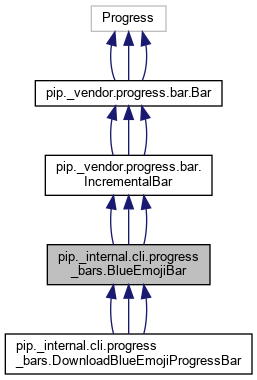 Progress
pip._vendor.progress.bar.Bar
pip._vendor.progress.bar.
IncrementalBar
pip._internal.cli.progress
_bars.BlueEmojiBar
pip._internal.cli.progress
_bars.DownloadBlueEmojiProgressBar